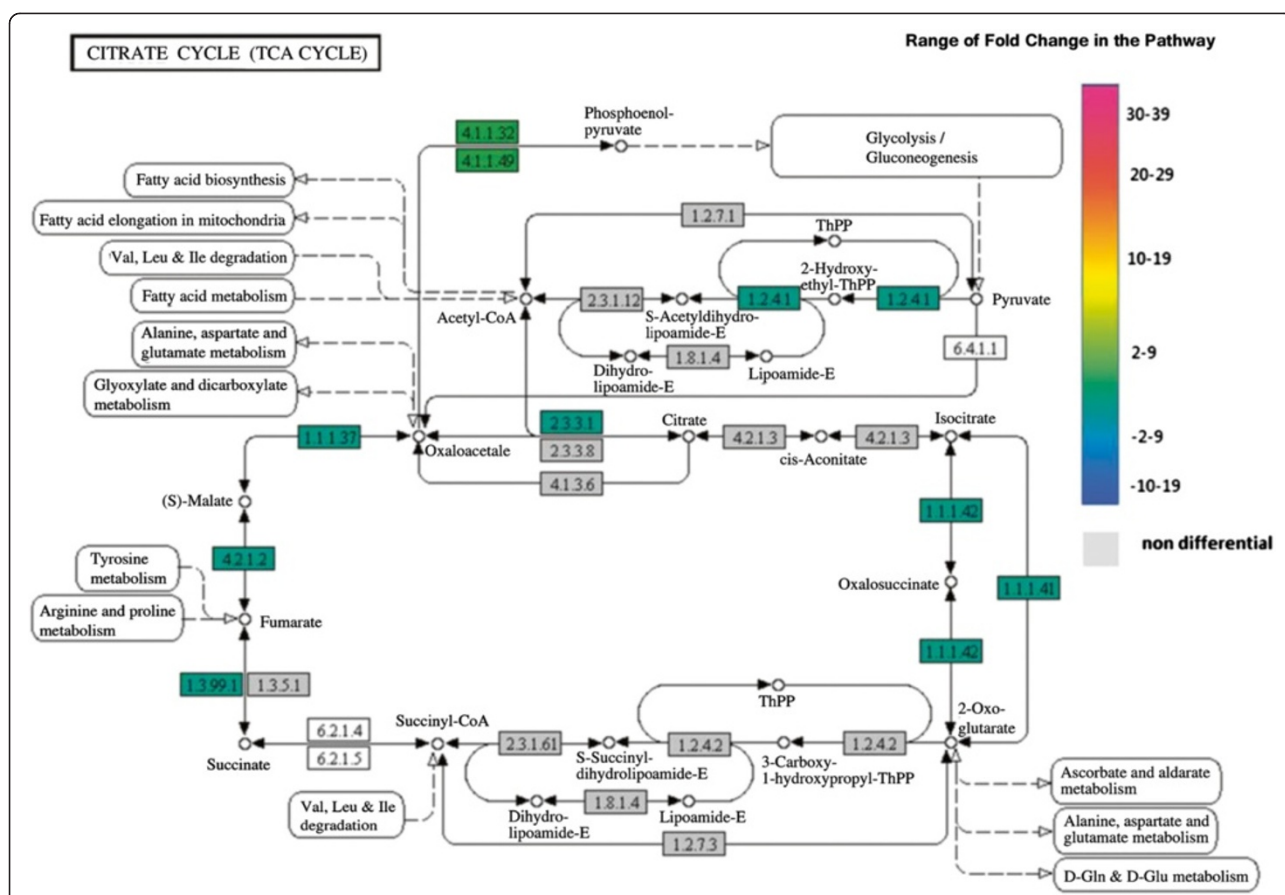 CITRATE CYCLE (TCA CYCLE)
Range of Fold Change in the Pathway
30-39
20-29
10-19
2-9
-2-9
-10-19
non differential
Phosphoenol-
pyruvate
4.1.1.32
4.1.1.49
Glycolysis /
Gluconeogenesis
Fatty acid biosynthesis
Fatty acid elongation in mitochondria
Val, Leu & Ile degradation
Fatty acid metabolism
Alanine, aspartate and
glutamate metabolism
Glyoxylate and dicarboxylate
metabolism
1.2.7.1
ThPP
2-Hydroxy-
ethyl-ThPP
Acetyl-CoA
2.3.1.12
S-Acetyldihydro-
lipoamide-E
1.2.4.1
1.2.4.1
Pyruvate
6.4.1.1
1.8.1.4
Dihydro-
lipoamide-E
Lipoamide-E
1.1.1.37
Oxaloacetale
2.3.3.1
2.3.3.8
4.1.3.6
Citrate
4.2.1.3
cis-Aconitate
4.2.1.3
Isocitrate
(S)-Malate
4.2.1.2
1.1.1.42
Oxalosuccinate
1.1.1.41
1.1.1.42
Tyrosine
metabolism
Arginine and proline
metabolism
Fumarate
1.3.99.1
1.3.5.1
ThPP
2-Oxo-
glutarate
Succinate
6.2.1.4
6.2.1.5
Succinyl-CoA
2.3.1.61
S-Succinyl-
dihydrolipoamide-E
1.2.4.2
3-Carboxy-
1-hydroxypropyl-ThPP
1.2.4.2
Val, Leu & Ile
degradation
1.8.1.4
Dihydro-
lipoamide-E
Lipoamide-E
1.2.7.3
Ascorbate and aldarate
metabolism
Alanine, aspartate and
glutamate metabolism
D-Gln & D-Glu metabolism